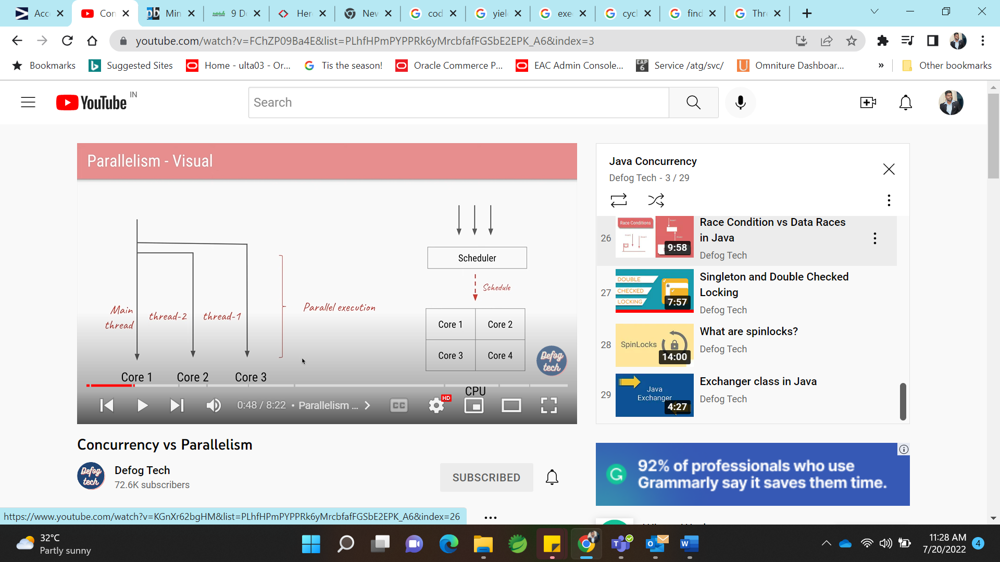 Acc
Con
Min
9 D
Her
Nev
cod
yiel
exe
cycl
find
Thr
youtube.com/watch?v=FChZP09Ba4E&list=PLhfHPmPYPPRk6yMrcbfafFGSbE2EPK_A6&index=3
Bookmarks
Suggested Sites
Home - ulta03 - Or...
Tis the season!
Oracle Commerce P...
EAC Admin Console...
EAP 6
Service /atg/svc/
Omniture Dashboar...
»
Other bookmarks
YouTube IN
Search
Parallelism - Visual
Scheduler
Schedule
Main
thread
thread-2
thread-1
Parallel execution
Core 1
Core 2
Core 3
Core 4
Defog
tech
Core 1
Core 2
Core 3
CPU
0:48 / 8:22 • Parallelism ...
CC
HD
Java Concurrency
Defog Tech - 3 / 29
26
Race Conditions
9:58
Race Condition vs Data Races
in Java
Defog Tech
27
DOUBLE
CHECKED
LOCKING
7:57
Singleton and Double Checked
Locking
Defog Tech
28
SpinLocks
14:00
What are spinlocks?
Defog Tech
29
Java
Exchanger
4:27
Exchanger class in Java
Defog Tech
Concurrency vs Parallelism
Defog
tech
Defog Tech
72.6K subscribers
SUBSCRIBED
92% of professionals who use
Grammarly say it saves them time.
https://www.youtube.com/watch?v=KGnXr62bgHM&list=PLhfHPmPYPPRk6yMrcbfafFGSbE2EPK_A6&index=26
32°C
Partly sunny
11:28 AM
7/20/2022
4